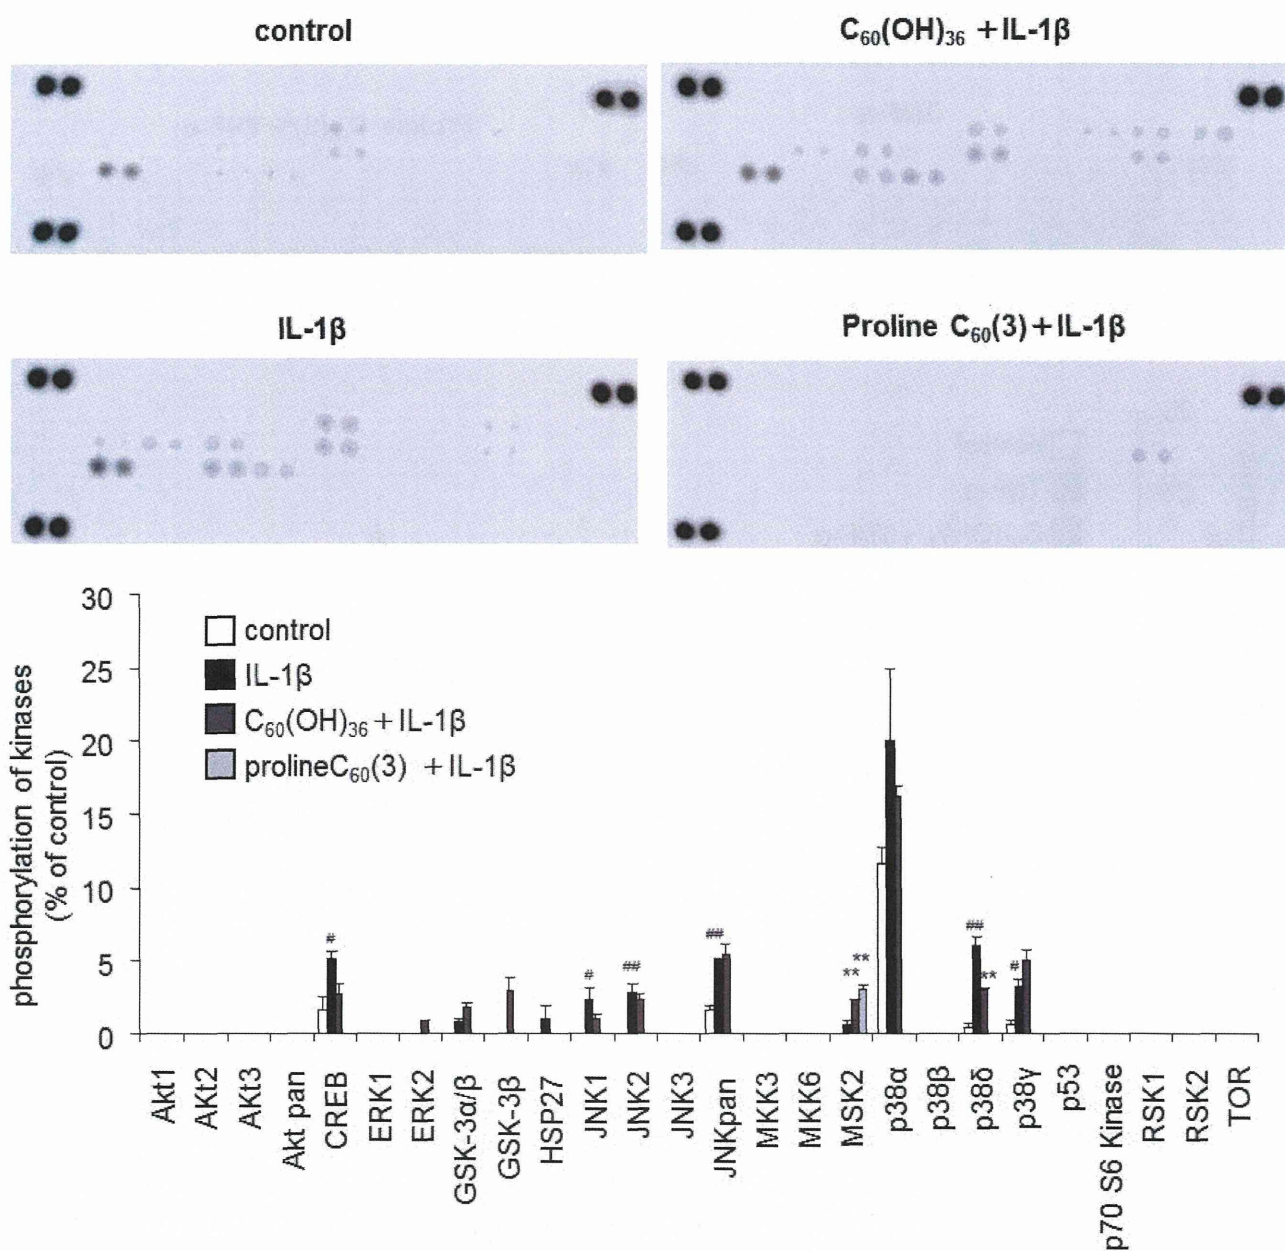 control
C₆₀(OH)₃₆ +IL-1β
IL-1β
Proline C₆₀(3)+IL-1β
phosphorylation of kinases
(% of control)
30
25
20
15
10
5
0
control
IL-1β
C₆₀(OH)₃₆ +IL-1β
prolineC₆₀(3) +IL-1β
#
#
##
##
**
**
##
**
#
Akt1
AKt2
AKt3
Akt pan
CREB
ERK1
ERK2
GSK-3α/β
GSK-3β
HSP27
JNK1
JNK2
JNK3
JNKpan
MKK3
MKK6
MSK2
p38α
p38β
p38δ
p38γ
p53
p70 S6 Kinase
RSK1
RSK2
TOR